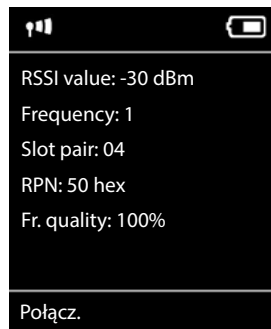 RSSI value: -30 dBm
Frequency: 1
Slot pair: 04
RPN: 50 hex
Fr. quality: 100%
Połącz.